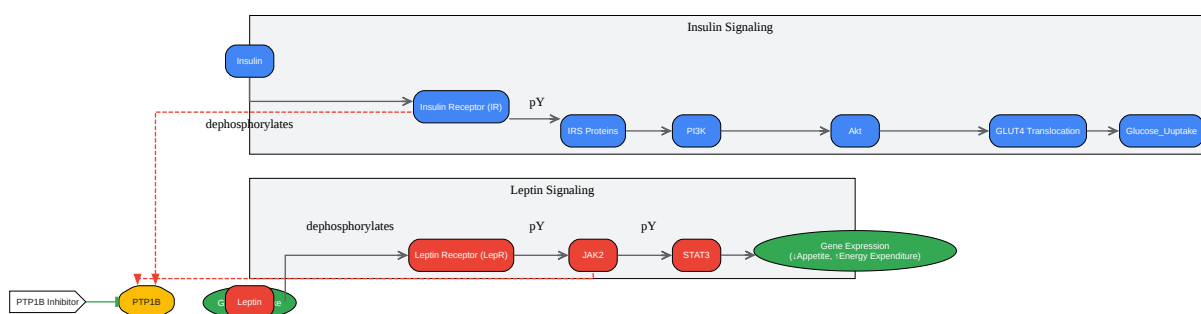 Insulin Signaling
Insulin
Insulin Receptor (IR)
pY
dephosphorylates
IRS Proteins
PI3K
Akt
GLUT4 Translocation
Glucose_Uuptake
Leptin Signaling
dephosphorylates
pY
pY
Leptin Receptor (LepR)
JAK2
STAT3
Gene Expression
(↓Appetite, ↑Energy Expenditure)
PTP1B Inhibitor
PTP1B
Leptin